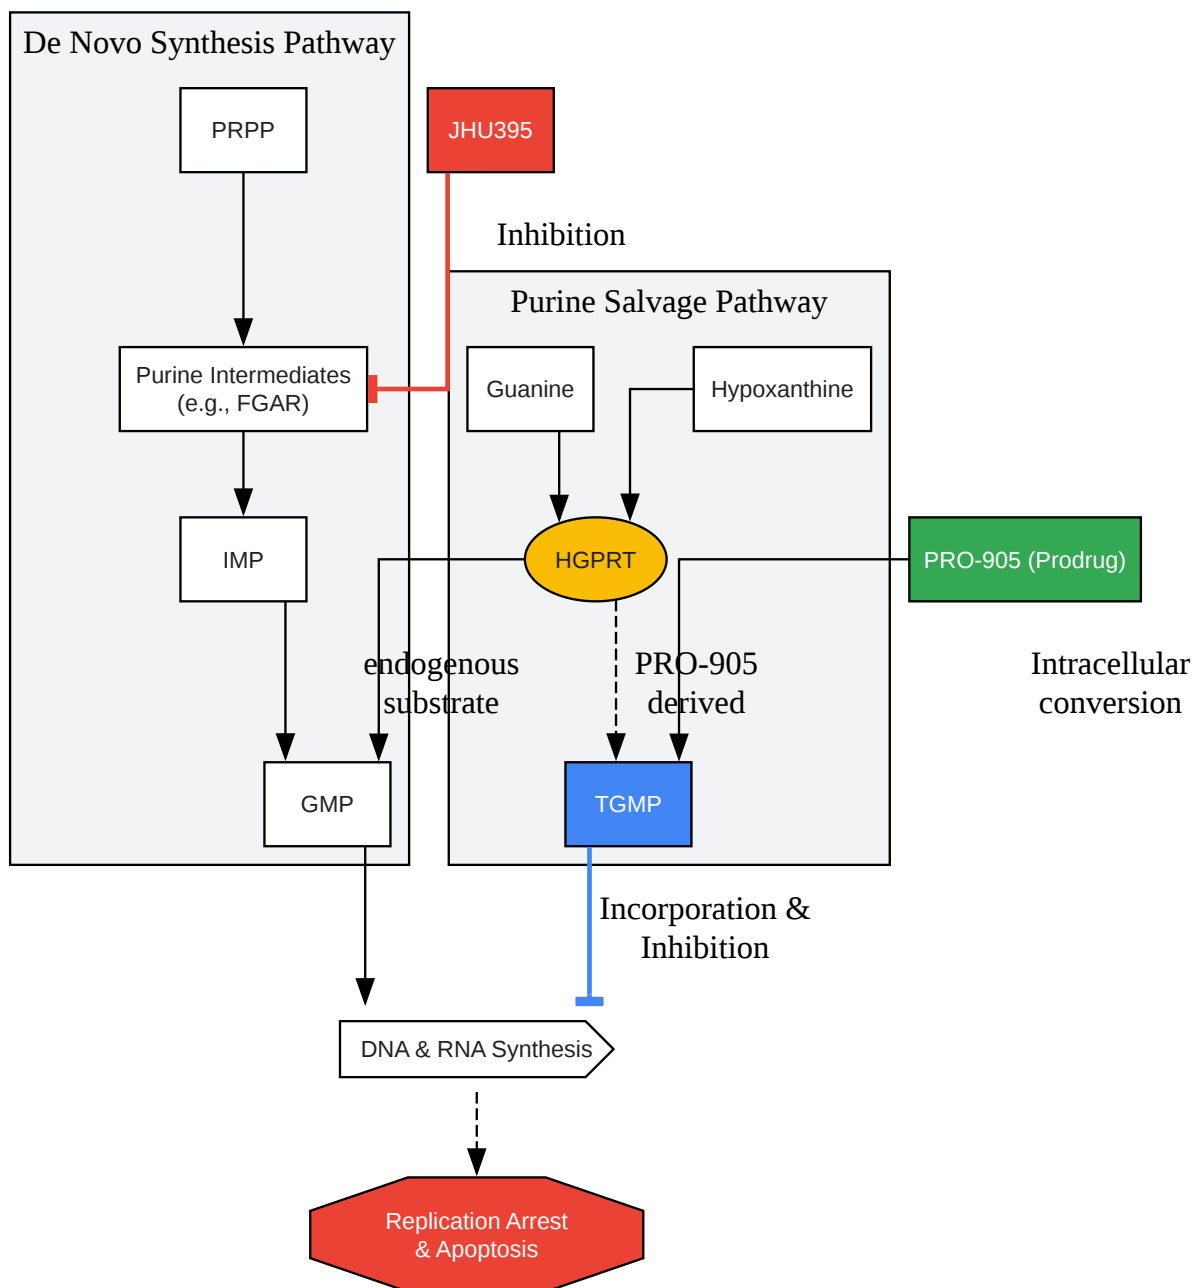 De Novo Synthesis Pathway
PRPP
JHU395
Inhibition
Purine Salvage Pathway
Purine Intermediates
(e.g., FGAR)
Guanine
Hypoxanthine
IMP
HGPRT
PRO-905 (Prodrug)
endogenous
substrate
PRO-905
derived
Intracellular
conversion
GMP
TGMP
Incorporation &
Inhibition
DNA & RNA Synthesis
Replication Arrest
& Apoptosis